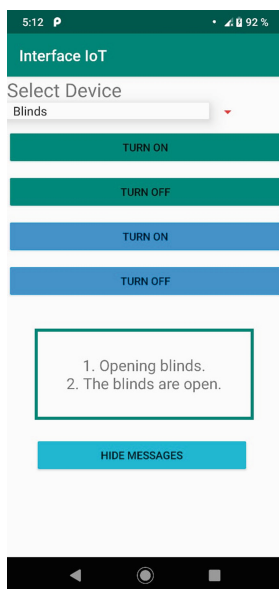 5:12 P 92 %
Interface IoT
Select Device
Blinds
TURN ON
TURN OFF
TURN ON
TURN OFF
1. Opening blinds.
2. The blinds are open.
HIDE MESSAGES